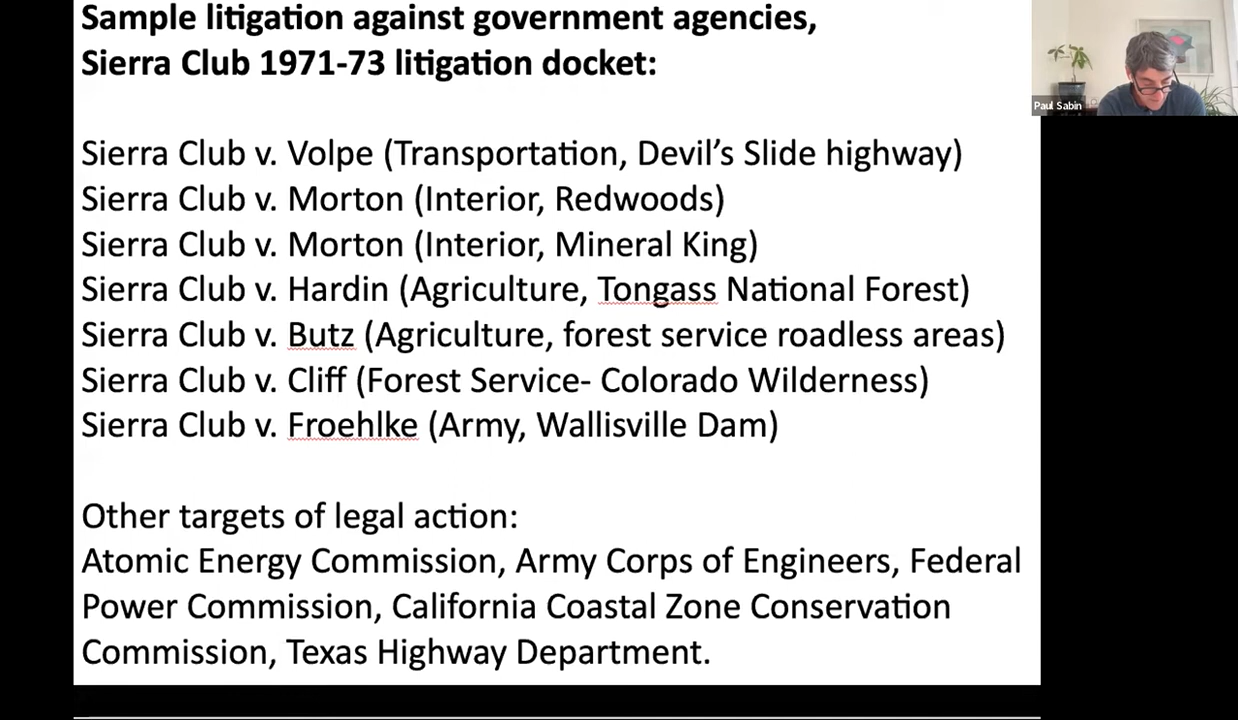 Sample litigation against government agencies,
Sierra Club 1971-73 litigation docket:
Sierra Club v. Volpe (Transportation, Devil’s Slide highway)
Sierra Club v. Morton (Interior, Redwoods)
Sierra Club v. Morton (Interior, Mineral King)
Sierra Club v. Hardin (Agriculture, Tongass National Forest)
Sierra Club v. Butz (Agriculture, forest service roadless areas)
Sierra Club v. Cliff (Forest Service- Colorado Wilderness)
Sierra Club v. Froehlke (Army, Wallisville Dam)
Other targets of legal action:
Atomic Energy Commission, Army Corps of Engineers, Federal
Power Commission, California Coastal Zone Conservation
Commission, Texas Highway Department.
Paul Sabin